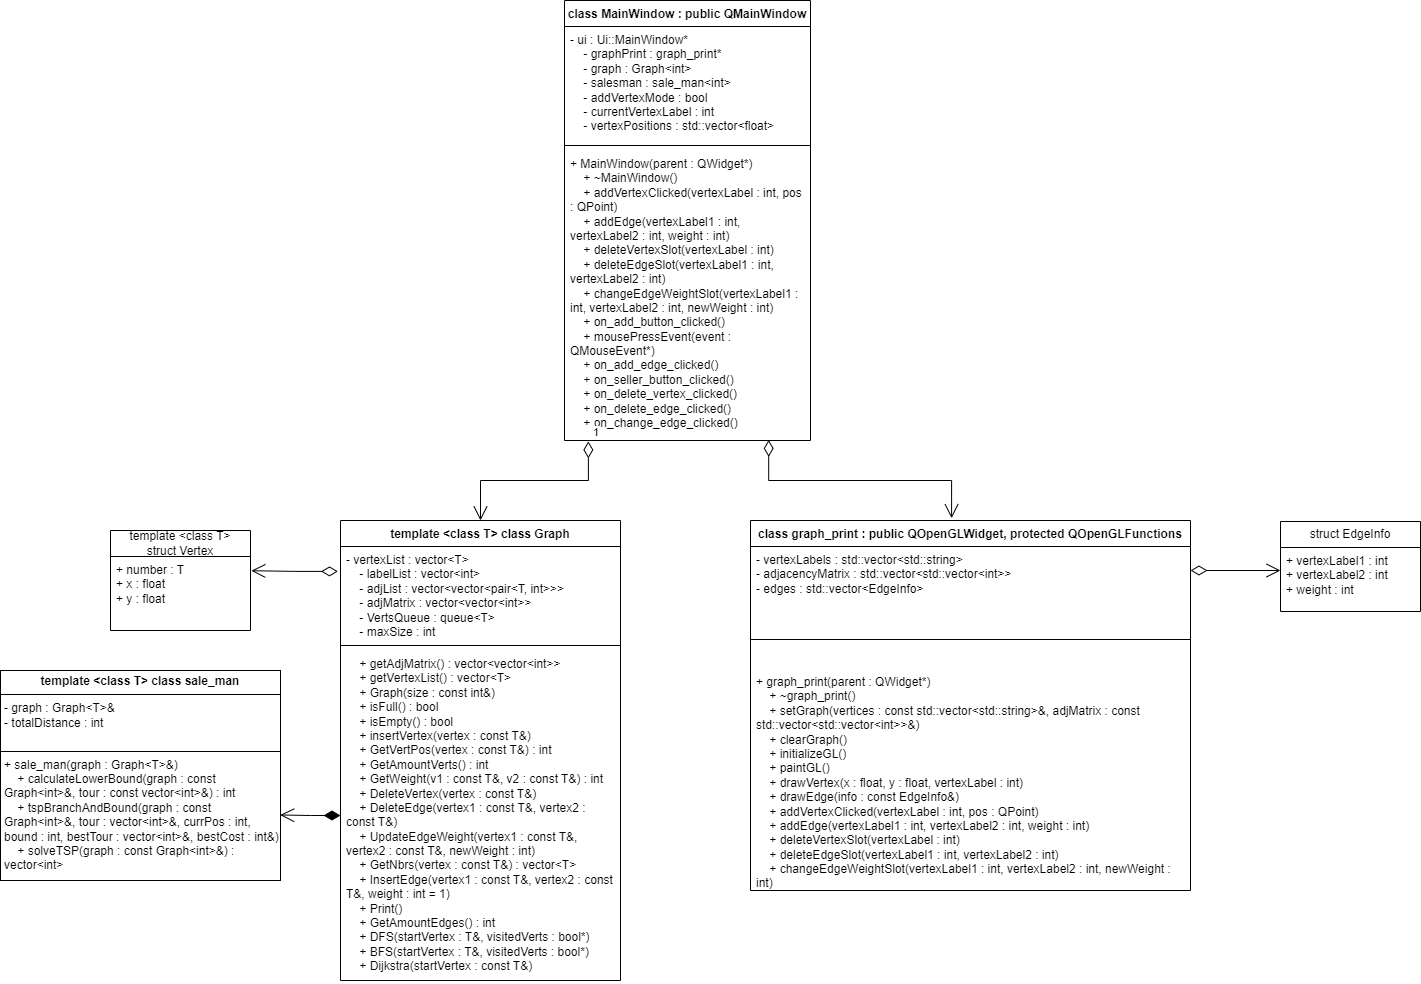 class MainWindow : public QMainWindow
- ui : Ui::MainWindow*
- graphPrint : graph_print*
- graph : Graph<int>
- salesman : sale_man<int>
- addVertexMode : bool
- currentVertexLabel : int
- vertexPositions : std::vector<float>
+ MainWindow(parent : QWidget*)
+ ~MainWindow()
+ addVertexClicked(vertexLabel : int, pos
: QPoint)
+ addEdge(vertexLabel1 : int,
vertexLabel2 : int, weight : int)
+ deleteVertexSlot(vertexLabel : int)
+ deleteEdgeSlot(vertexLabel1 : int,
vertexLabel2 : int)
+ changeEdgeWeightSlot(vertexLabel1 :
int, vertexLabel2 : int, newWeight : int)
+ on_add_button_clicked()
+ mousePressEvent(event :
QMouseEvent*)
+ on_add_edge_clicked()
+ on_seller_button_clicked()
+ on_delete_vertex_clicked()
+ on_delete_edge_clicked()
+ on_change_edge_clicked()
1
template <class T>
struct Vertex
+ number : T
+ x : float
+ y : float
template <class T> class sale_man
- graph : Graph<T>&
- totalDistance : int
+ sale_man(graph : Graph<T>&)
+ calculateLowerBound(graph : const
Graph<int>&, tour : const vector<int>&) : int
+ tspBranchAndBound(graph : const
Graph<int>&, tour : vector<int>&, currPos : int,
bound : int, bestTour : vector<int>&, bestCost : int&)
+ solveTSP(graph : const Graph<int>&) :
vector<int>
template <class T> class Graph
- vertexList : vector<T>
- labelList : vector<int>
- adjList : vector<vector<pair<T, int>>>
- adjMatrix : vector<vector<int>>
- VertsQueue : queue<T>
- maxSize : int
+ getAdjMatrix() : vector<vector<int>>
+ getVertexList() : vector<T>
+ Graph(size : const int&)
+ isFull() : bool
+ isEmpty() : bool
+ insertVertex(vertex : const T&)
+ GetVertPos(vertex : const T&) : int
+ GetAmountVerts() : int
+ GetWeight(v1 : const T&, v2 : const T&) : int
+ DeleteVertex(vertex : const T&)
+ DeleteEdge(vertex1 : const T&, vertex2 :
const T&)
+ UpdateEdgeWeight(vertex1 : const T&,
vertex2 : const T&, newWeight : int)
+ GetNbrs(vertex : const T&) : vector<T>
+ InsertEdge(vertex1 : const T&, vertex2 : const
T&, weight : int = 1)
+ Print()
+ GetAmountEdges() : int
+ DFS(startVertex : T&, visitedVerts : bool*)
+ BFS(startVertex : T&, visitedVerts : bool*)
+ Dijkstra(startVertex : const T&)
class graph_print : public QOpenGLWidget, protected QOpenGLFunctions
- vertexLabels : std::vector<std::string>
- adjacencyMatrix : std::vector<std::vector<int>>
- edges : std::vector<EdgeInfo>
+ graph_print(parent : QWidget*)
+ ~graph_print()
+ setGraph(vertices : const std::vector<std::string>&, adjMatrix : const
std::vector<std::vector<int>>&)
+ clearGraph()
+ initializeGL()
+ paintGL()
+ drawVertex(x : float, y : float, vertexLabel : int)
+ drawEdge(info : const EdgeInfo&)
+ addVertexClicked(vertexLabel : int, pos : QPoint)
+ addEdge(vertexLabel1 : int, vertexLabel2 : int, weight : int)
+ deleteVertexSlot(vertexLabel : int)
+ deleteEdgeSlot(vertexLabel1 : int, vertexLabel2 : int)
+ changeEdgeWeightSlot(vertexLabel1 : int, vertexLabel2 : int, newWeight :
int)
struct EdgeInfo
+ vertexLabel1 : int
+ vertexLabel2 : int
+ weight : int